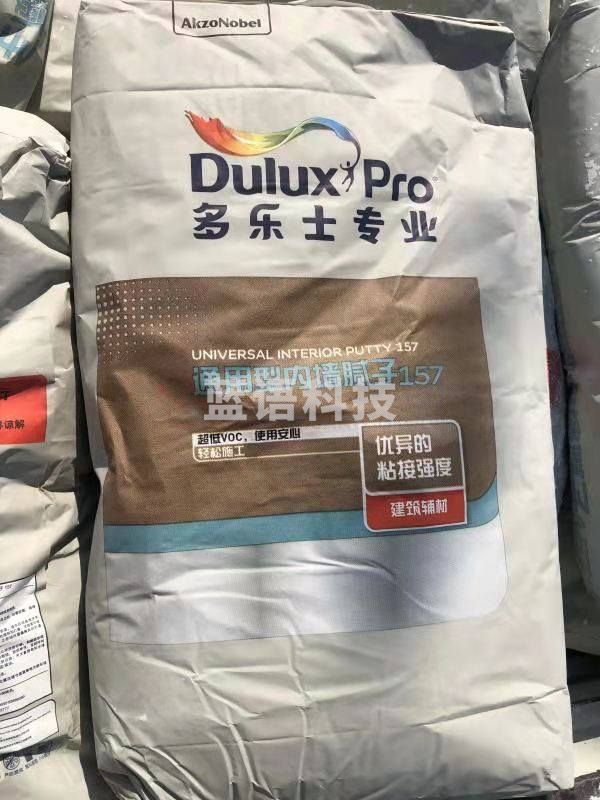 AkzoNobel
Dulux Pro
多乐士专业
UNIVERSAL INTERIOR PUTTY 157
通用型内墙腻子157
蓝语科技
超低VOC，使用安心
轻松施工
优异的
粘接强度
建筑辅材
谅解